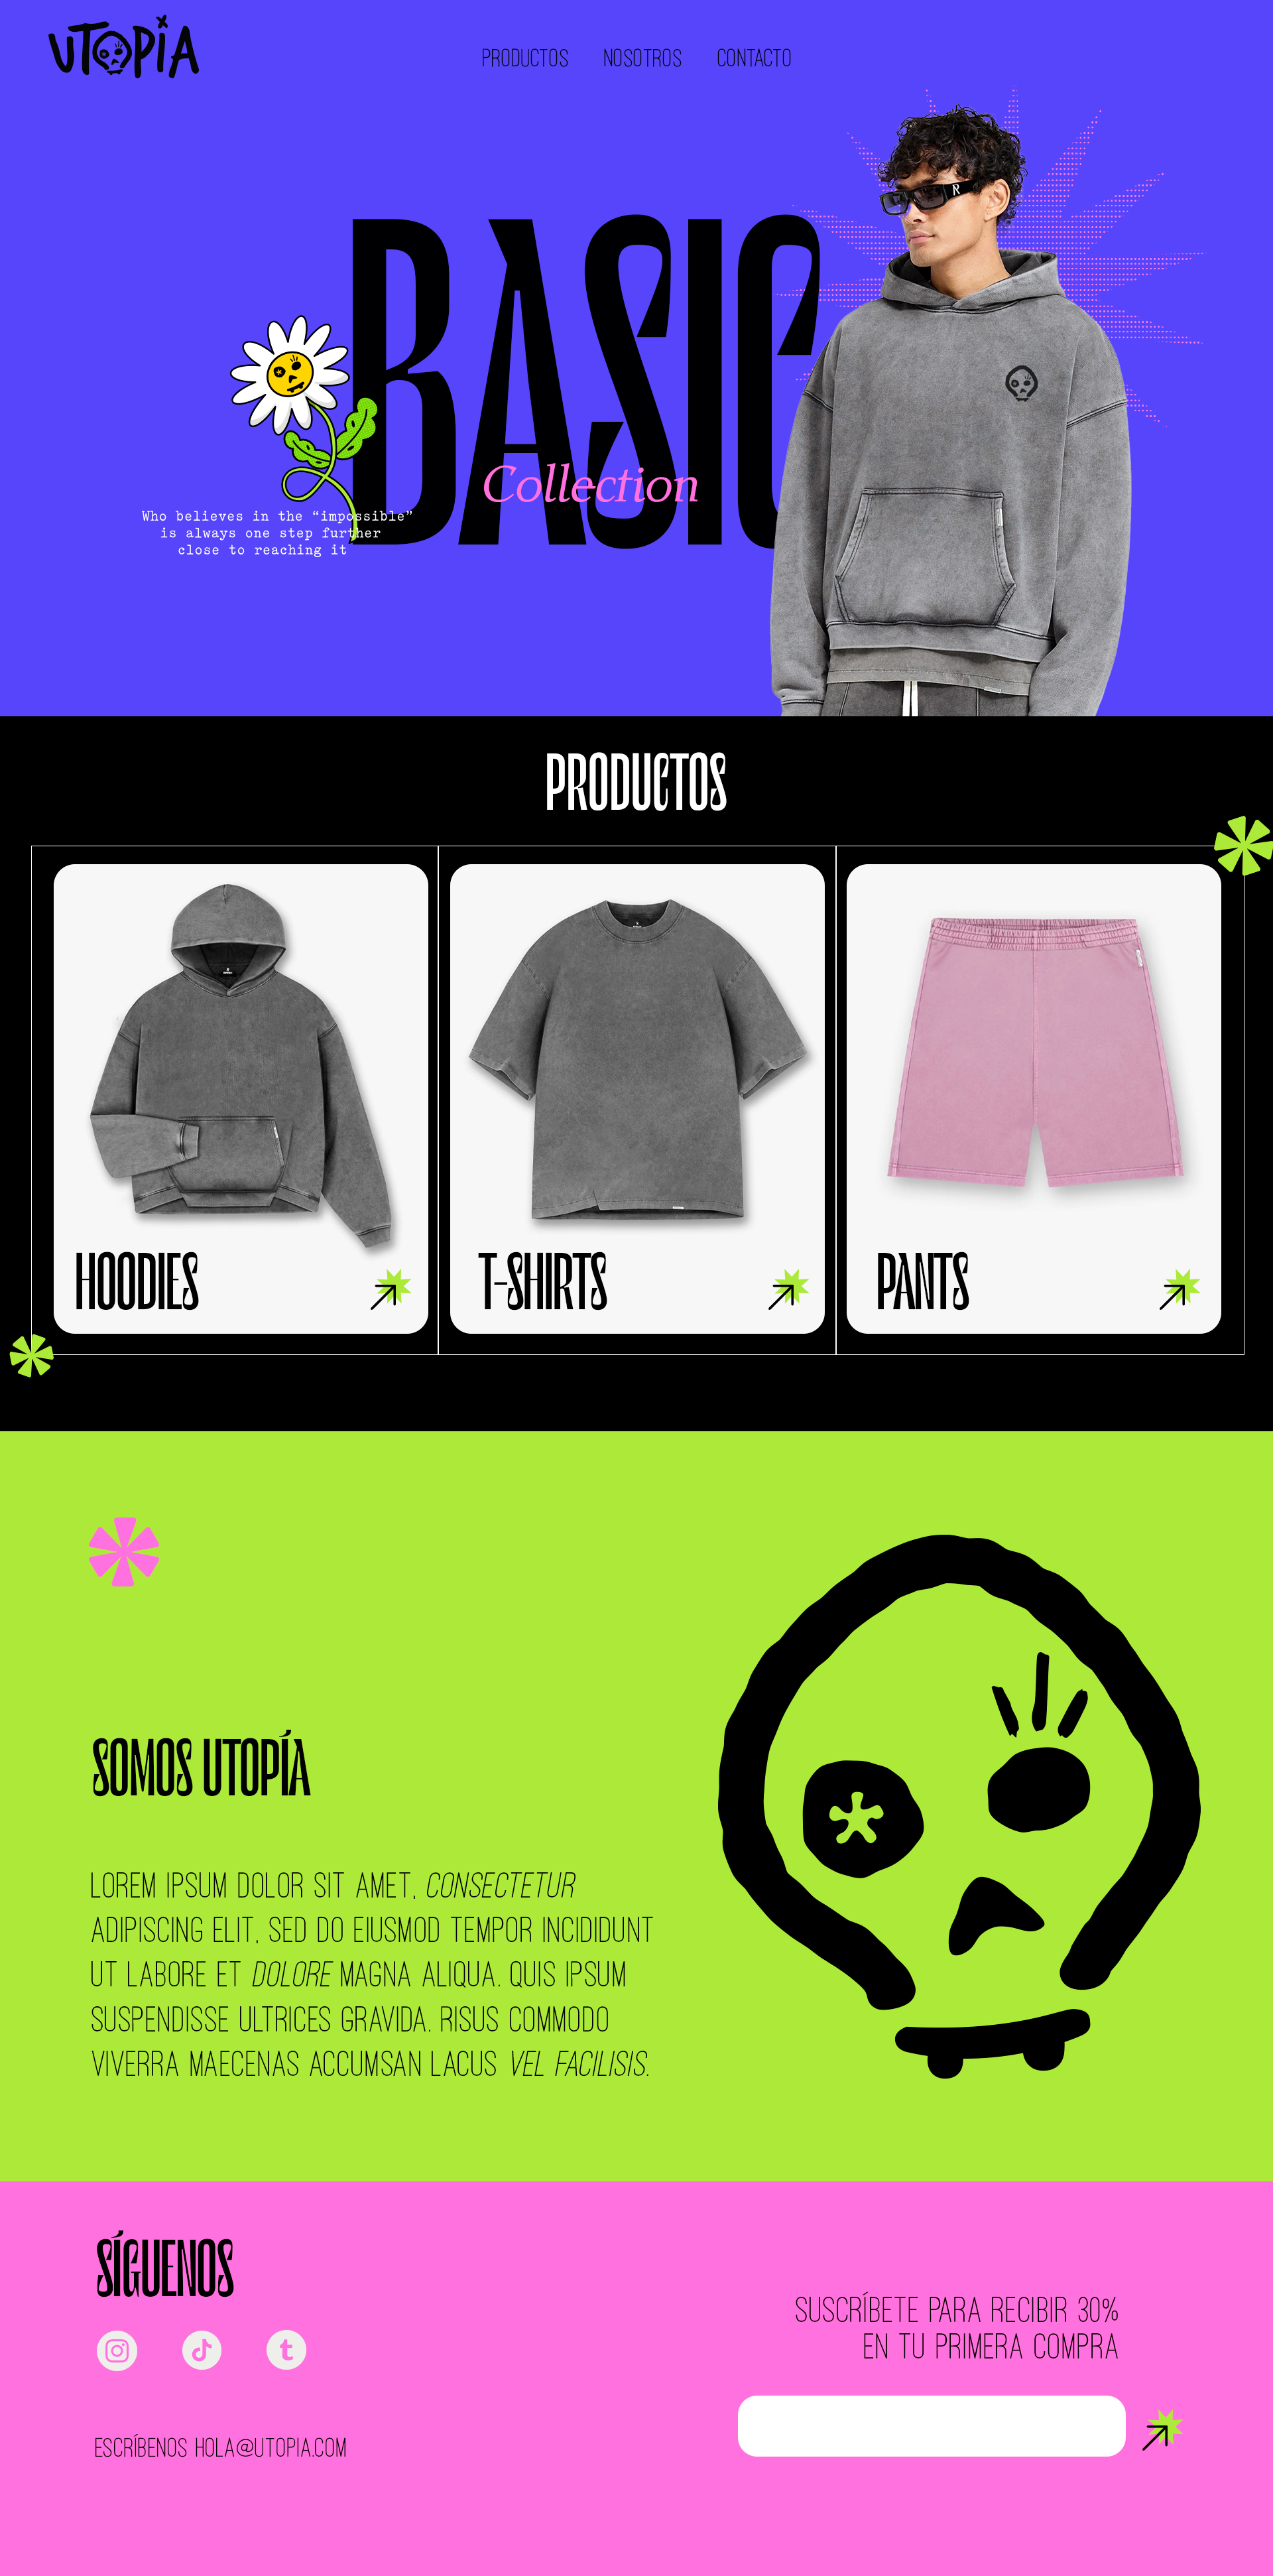 UTOPIA
PRODUCTOS NOSOTROS CONTACTO
R
BASIC
Collection
Who believes in the “impossible”
is always one step further
close to reaching it
PRODUCTOS
HOODIES
T-SHIRTS
PANTS
SOMOS UTOPÍA
LOREM IPSUM DOLOR SIT AMET, CONSECTETUR
ADIPISCING ELIT, SED DO EIUSMOD TEMPOR INCIDIDUNT
UT LABORE ET DOLORE MAGNA ALIQUA. QUIS IPSUM
SUSPENDISSE ULTRICES GRAVIDA. RISUS COMMODO
VIVERRA MAECENAS ACCUMSAN LACUS VEL FACILISIS.
SÍGUENOS
ESCRÍBENOS HOLA@UTOPIA.COM
SUSCRÍBETE PARA RECIBIR 30%
EN TU PRIMERA COMPRA